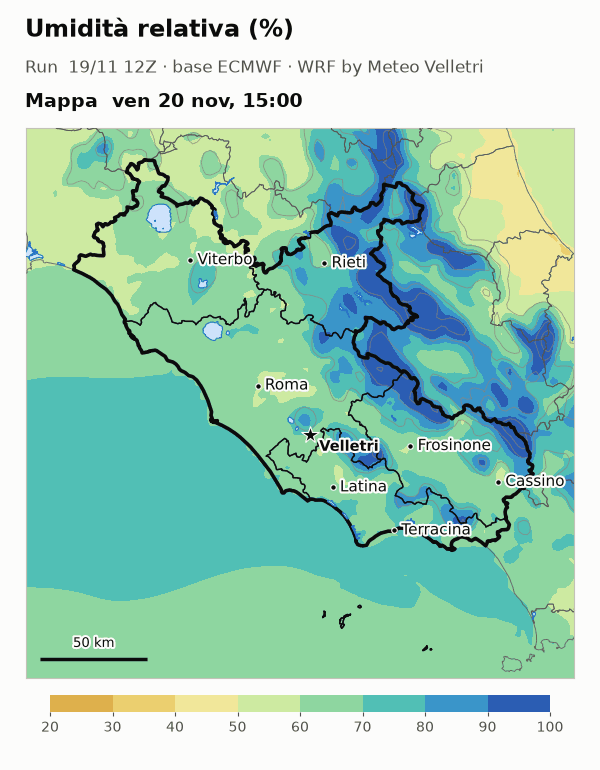 Umidità relativa (%)
Run 19/11 12Z · base ECMWF · WRF by Meteo Velletri
Mappa ven 20 nov, 15:00
Viterbo
Rieti
Roma
Velletri
Frosinone
Cassino
Latina
Terracina
50 km
20 30 40 50 60 70 80 90 100